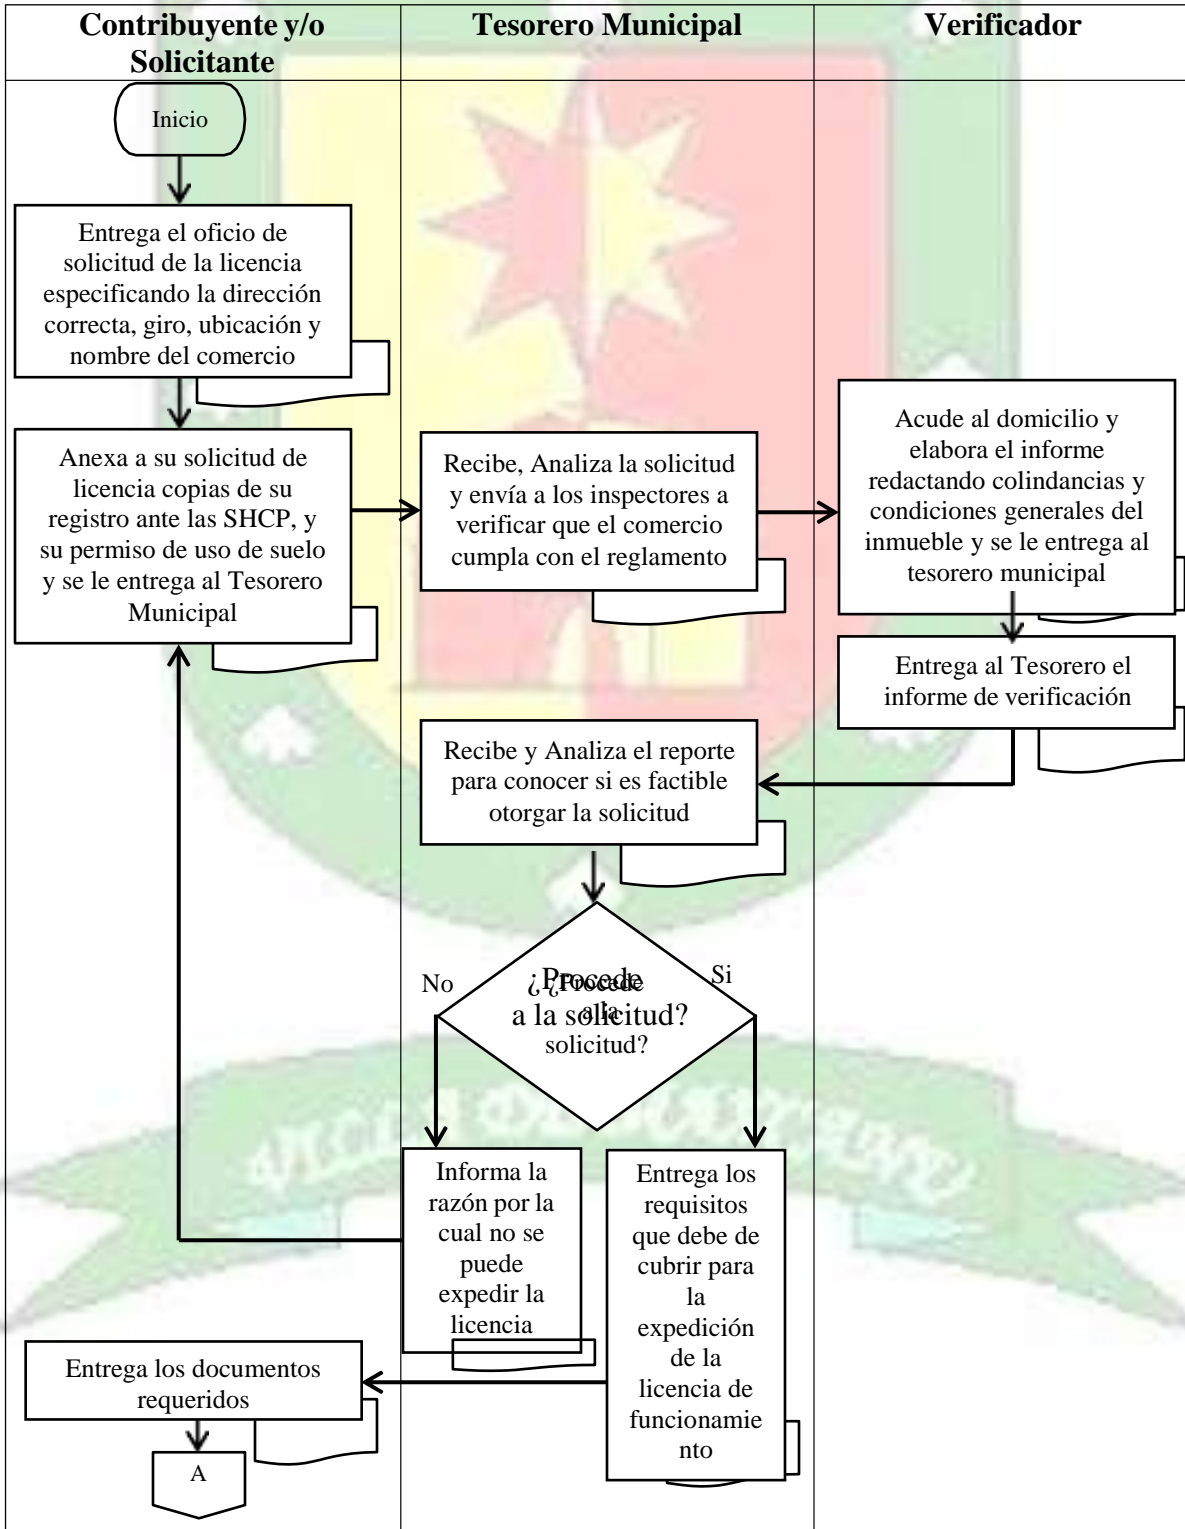 Contribuyente y/o
Solicitante
Tesorero Municipal
Verificador
Inicio
Entrega el oficio de
solicitud de la licencia
especificando la dirección
correcta, giro, ubicación y
nombre del comercio
Anexa a su solicitud de
licencia copias de su
registro ante las SHCP, y
su permiso de uso de suelo
y se le entrega al Tesorero
Municipal
Recibe, Analiza la solicitud
y envía a los inspectores a
verificar que el comercio
cumpla con el reglamento
Acude al domicilio y
elabora el informe
redactando colindancias y
condiciones generales del
inmueble y se le entrega al
tesorero municipal
Entrega al Tesorero el
informe de verificación
Recibe y Analiza el reporte
para conocer si es factible
otorgar la solicitud
No
Si
¿Procede
a la solicitud?
¿Procede
a la
solicitud?
Informa la
razón por la
cual no se
puede
expedir la
licencia
Entrega los
requisitos
que debe de
cubrir para
la
expedición
de la
licencia de
funcionamie
nto
Entrega los documentos
requeridos
A